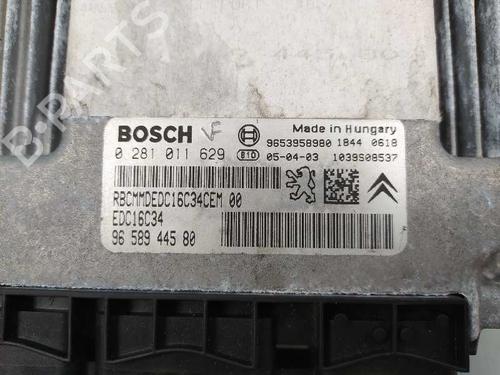 BOSCH VF Made in Hungary
9653958980 1844 0618
0 281 011 629 B1D 05-04-03 1039S08537
RBCMMDEDC16C34CEM 00
EDC16C34
96 589 445 80
B-PARTS